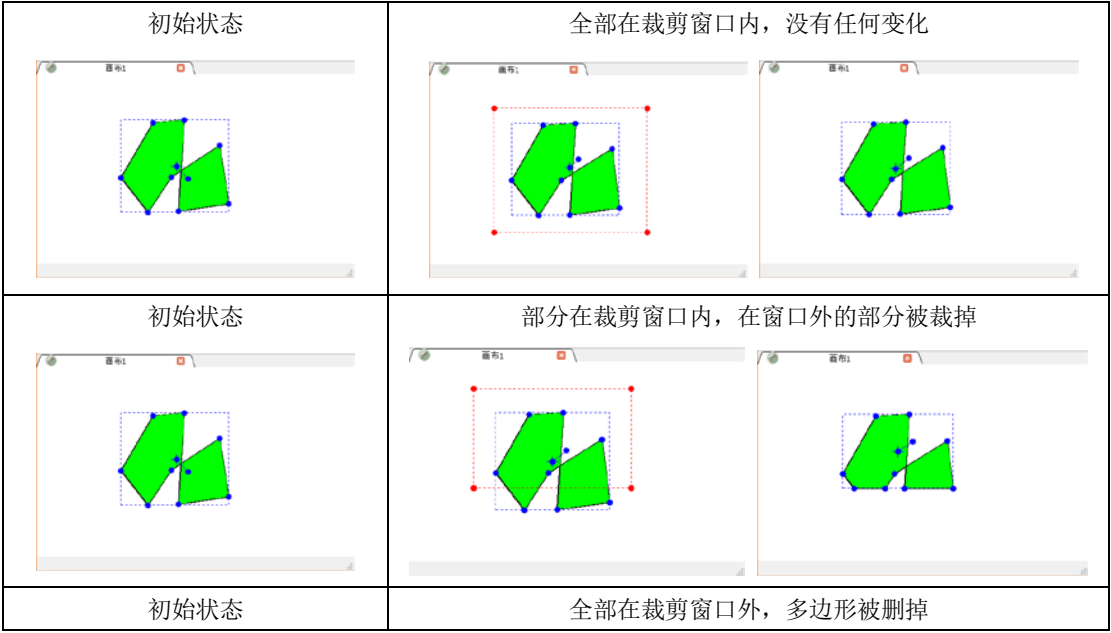 初始状态
全部在裁剪窗口内，没有任何变化
画布1
画布1
画布1
初始状态
部分在裁剪窗口内，在窗口外的部分被裁掉
画布1
画布1
画布1
初始状态
全部在裁剪窗口外，多边形被删掉